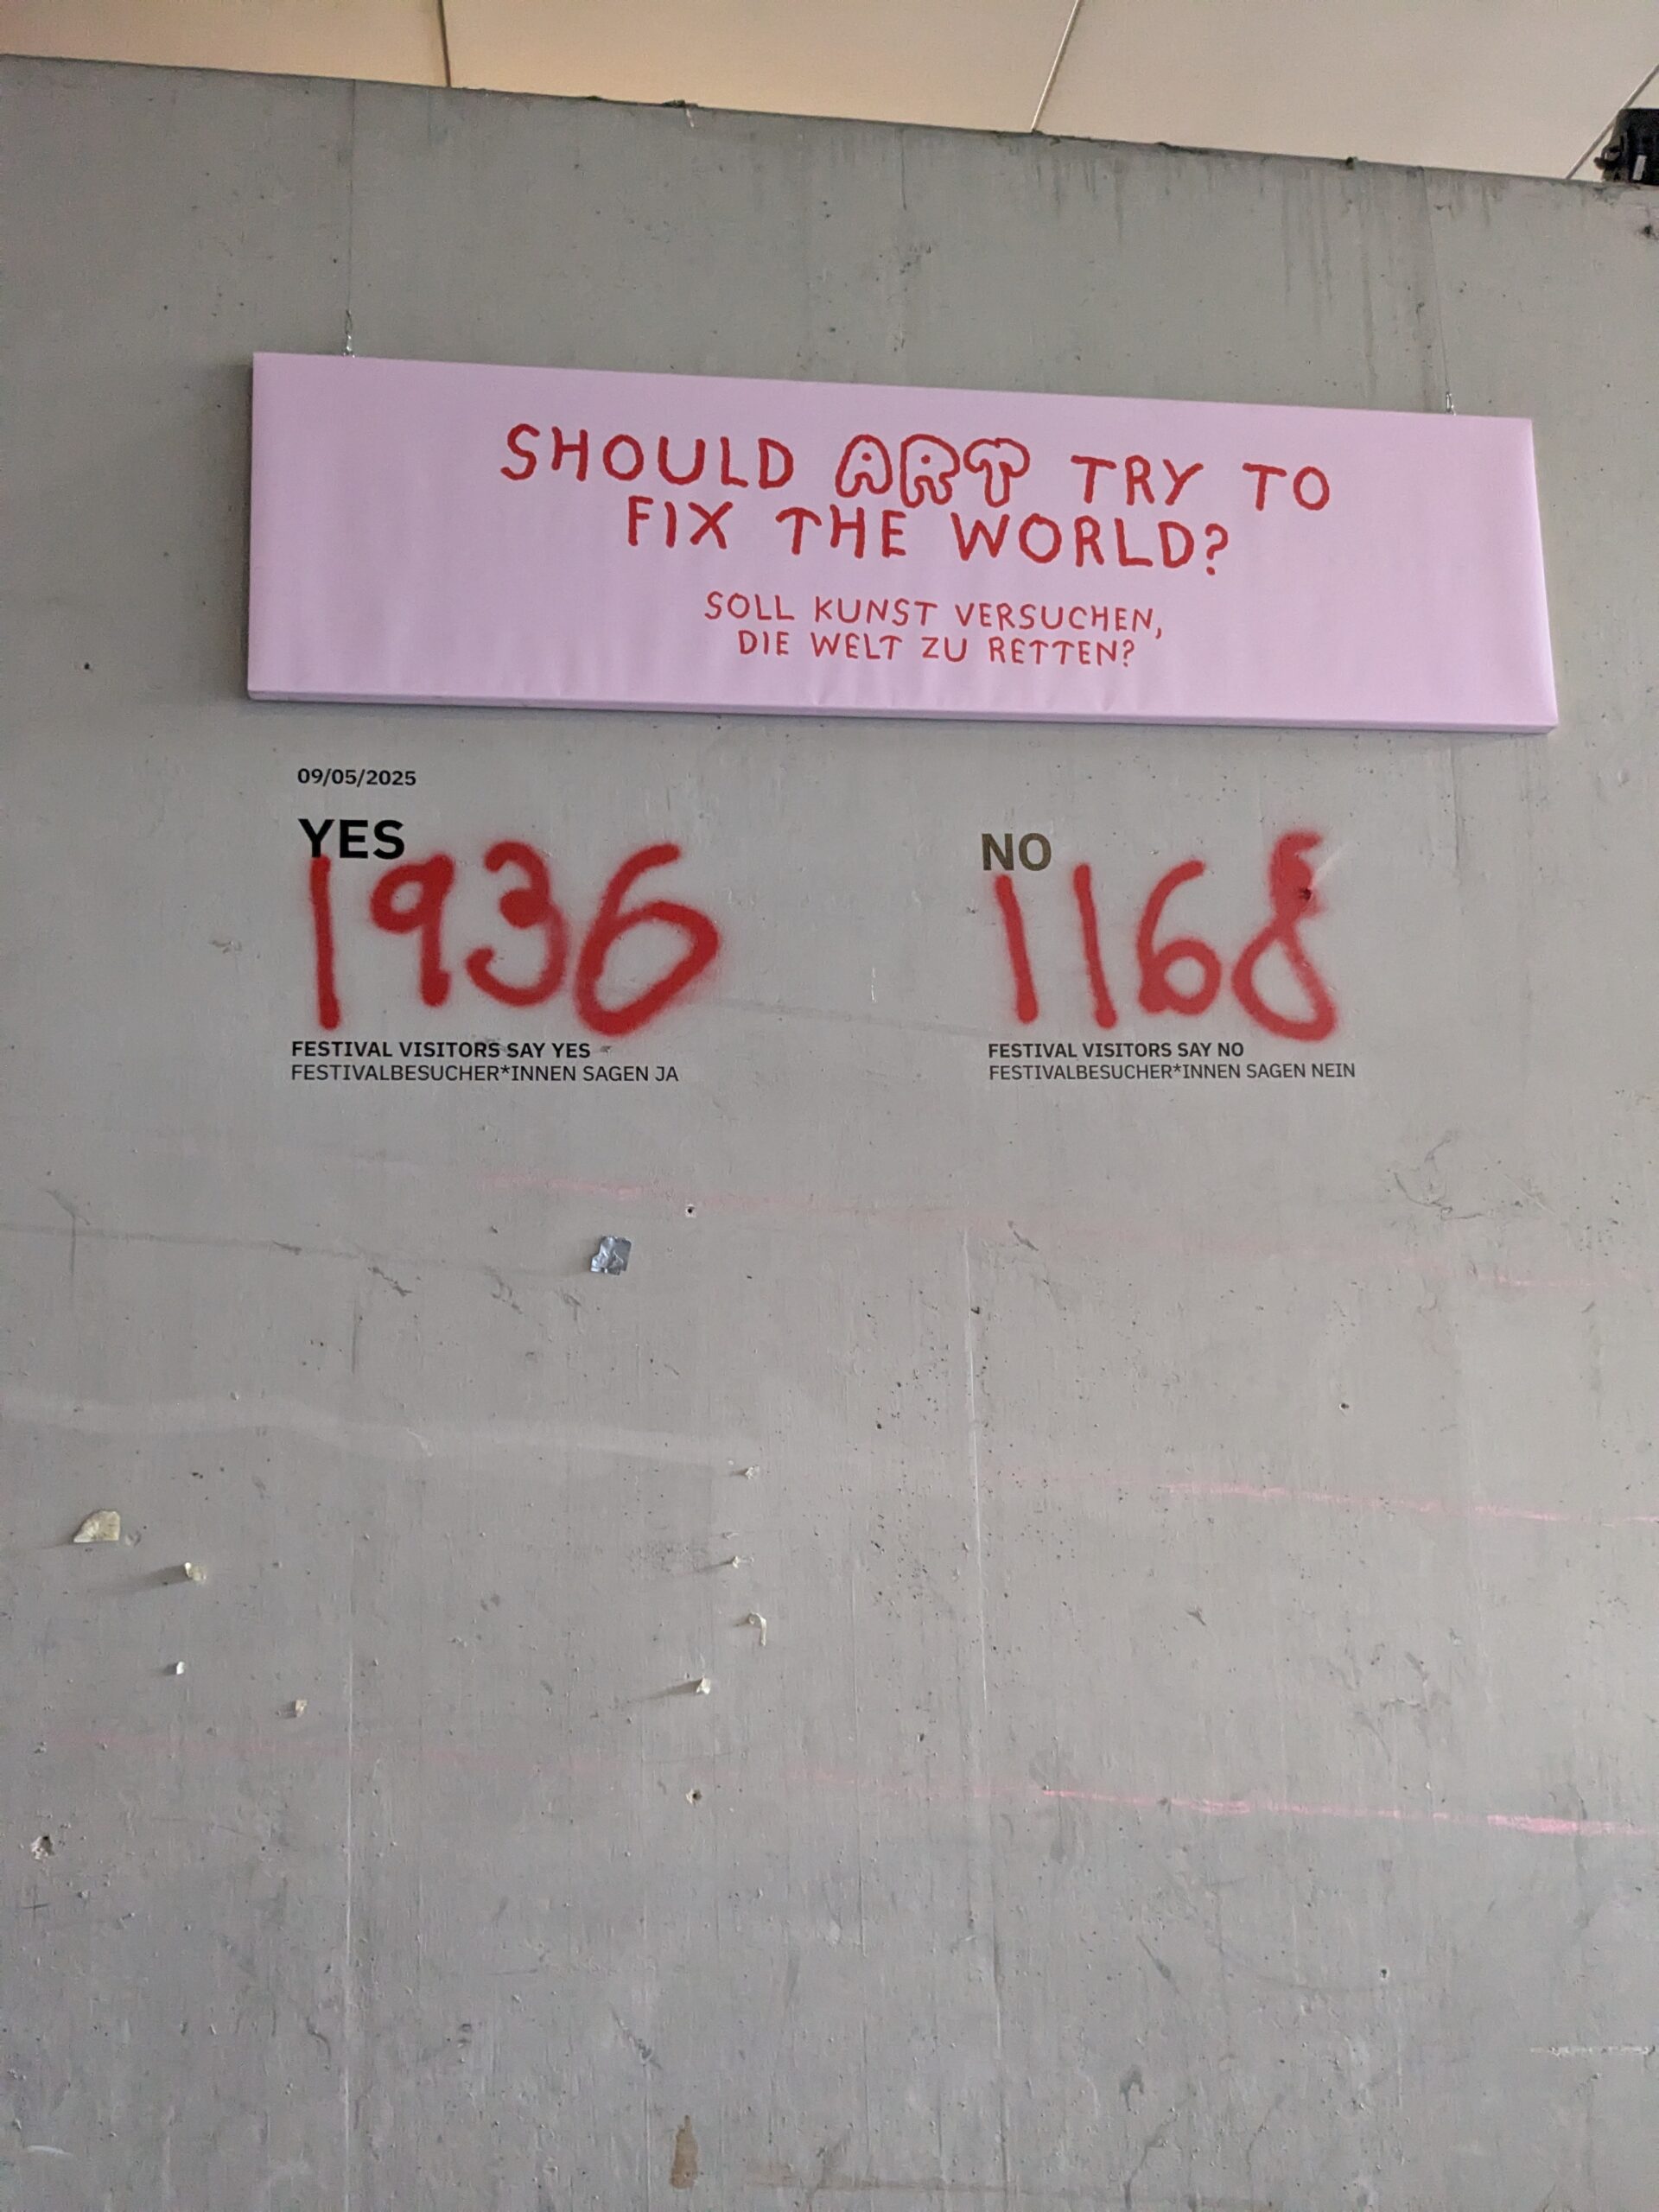 SHOULD ART TRY TO
FIX THE WORLD?
SOLL KUNST VERSUCHEN,
DIE WELT ZU RETTEN?
09/05/2025
YES
1936
FESTIVAL VISITORS SAY YES
FESTIVALBESUCHER*INNEN SAGEN JA
NO
1168
FESTIVAL VISITORS SAY NO
FESTIVALBESUCHER*INNEN SAGEN NEIN